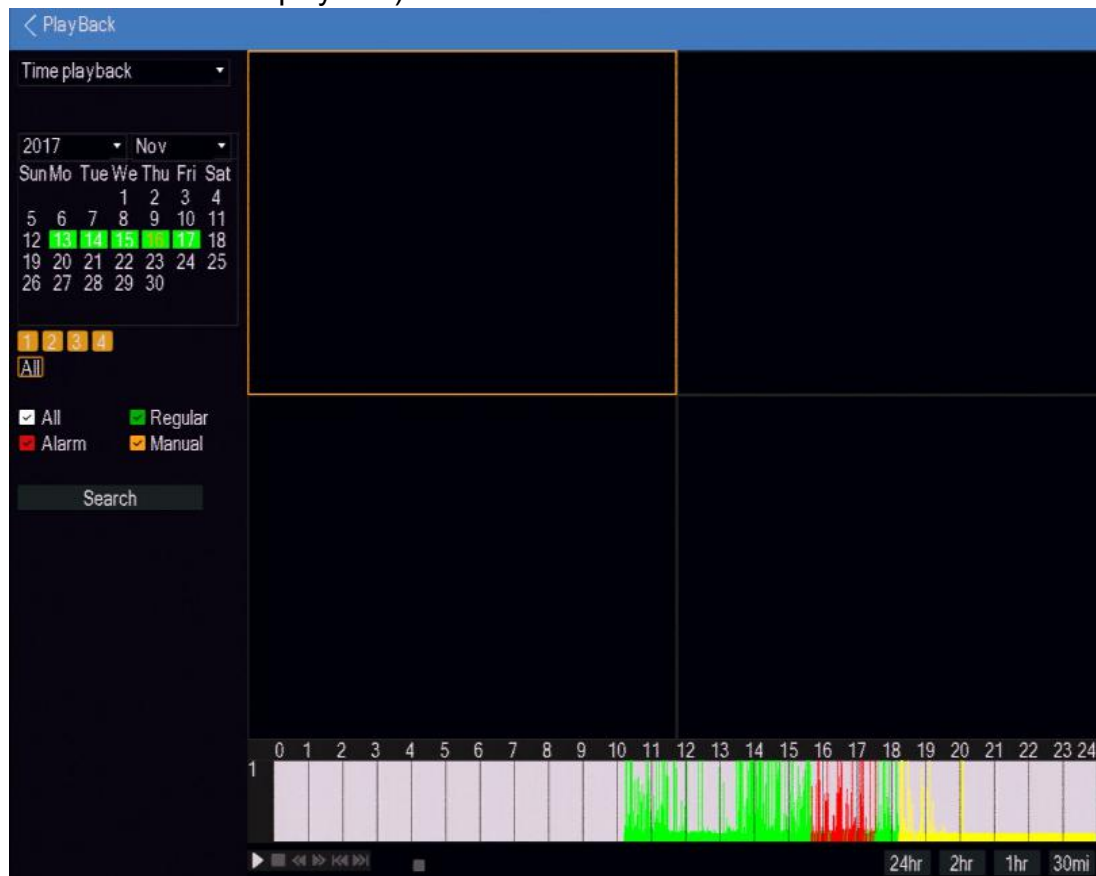 < PlayBack
Time playback
2017 Nov
Sun Mo Tue We Thu Fri Sat
1 2 3 4
5 6 7 8 9 10 11
12 13 14 15 16 17 18
19 20 21 22 23 24 25
26 27 28 29 30
1 2 3 4
All
All Regular
Alarm Manual
Search
0 1 2 3 4 5 6 7 8 9 10 11 12 13 14 15 16 17 18 19 20 21 22 23 24
1
24hr 2hr 1hr 30mi